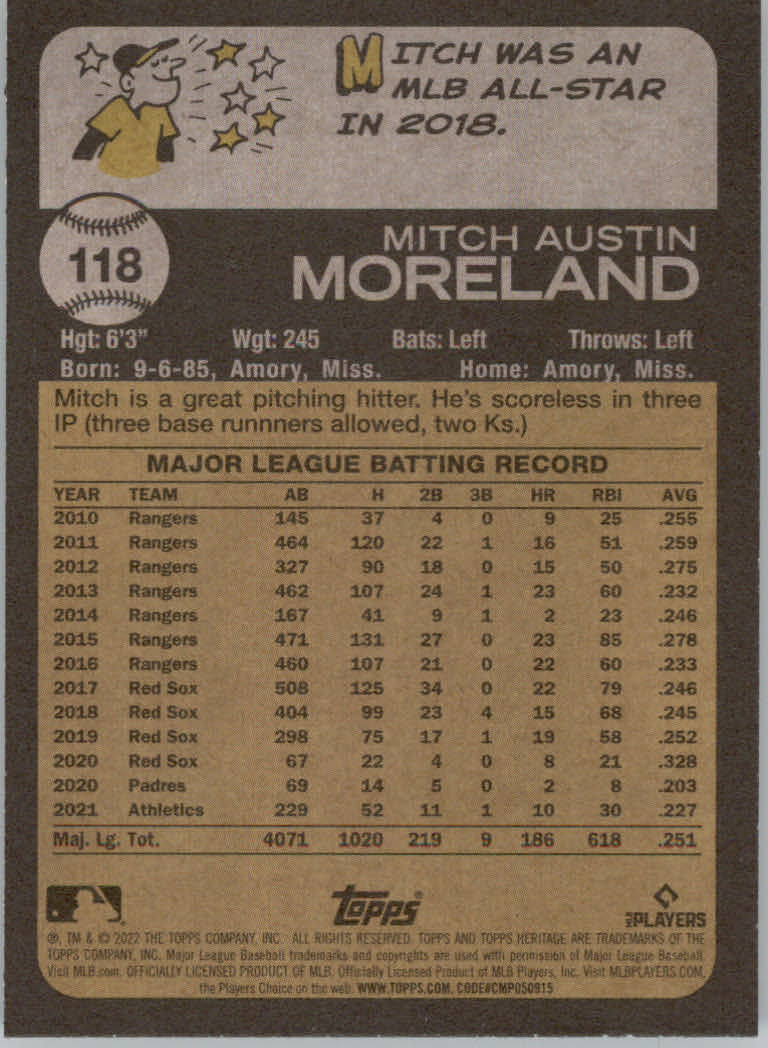 MITCH WAS AN
MLB ALL-STAR
IN 2018.
118
MITCH AUSTIN
MORELAND
Hgt: 6'3" Wgt: 245 Bats: Left Throws: Left
Born: 9-6-85, Amory, Miss. Home: Amory, Miss.
Mitch is a great pitching hitter. He's scoreless in three
IP (three base runnners allowed, two Ks.)
MAJOR LEAGUE BATTING RECORD
YEAR TEAM AB H 2B 3B HR RBI AVG
2010 Rangers 145 37 4 0 9 25 .255
2011 Rangers 464 120 22 1 16 51 .259
2012 Rangers 327 90 18 0 15 50 .275
2013 Rangers 462 107 24 1 23 60 .232
2014 Rangers 167 41 9 1 2 23 .246
2015 Rangers 471 131 27 0 23 85 .278
2016 Rangers 460 107 21 0 22 60 .233
2017 Red Sox 508 125 34 0 22 79 .246
2018 Red Sox 404 99 23 4 15 68 .245
2019 Red Sox 298 75 17 1 19 58 .252
2020 Red Sox 67 22 4 0 8 21 .328
2020 Padres 69 14 5 0 2 8 .203
2021 Athletics 229 52 11 1 10 30 .227
Maj. Lg. Tot. 4071 1020 219 9 186 618 .251
Topps®
PLAYERS
®, TM & © 2022 THE TOPPS COMPANY, INC. ALL RIGHTS RESERVED. TOPPS AND TOPPS HERITAGE ARE TRADEMARKS OF THE
TOPPS COMPANY, INC. Major League Baseball trademarks and copyrights are used with permission of Major League Baseball.
Visit MLB.com. OFFICIALLY LICENSED PRODUCT OF MLB. Officially Licensed Product of MLB Players, Inc. Visit MLBPLAYERS.COM,
the Players Choice on the web. WWW.TOPPS.COM. CODE#CMP050915